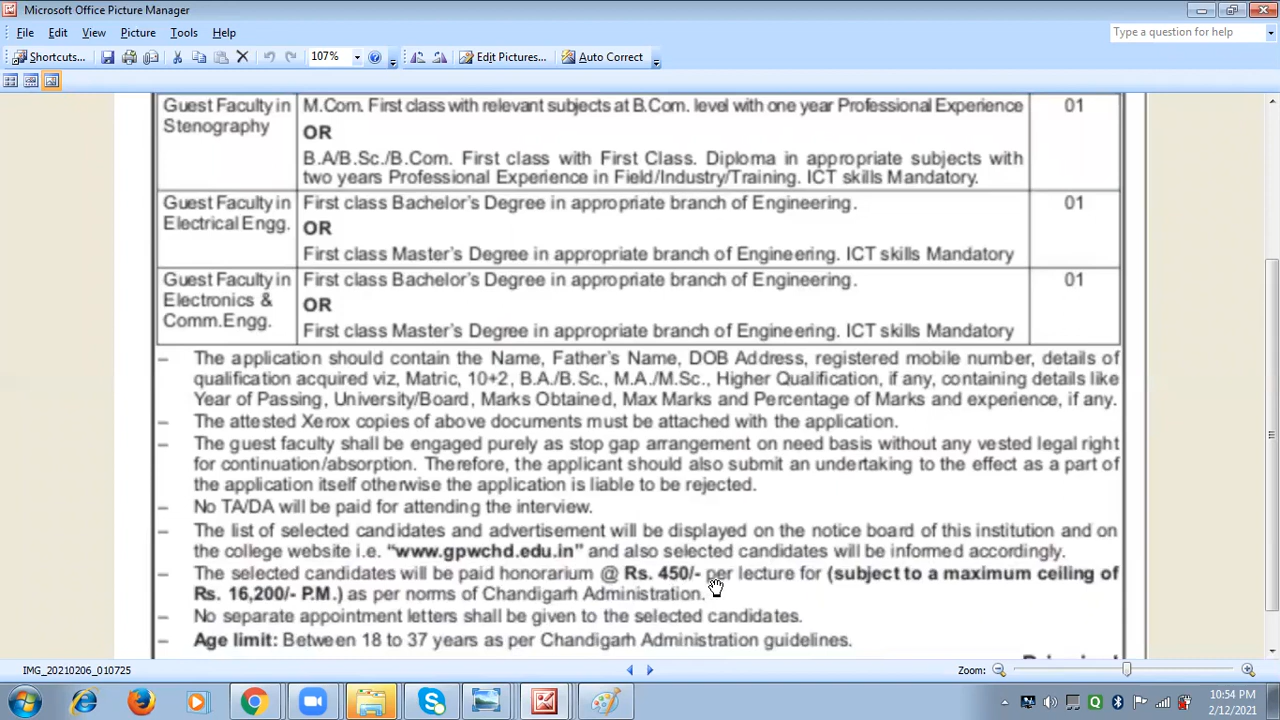 Microsoft Office Picture Manager
File Edit View Picture Tools Help
Type a question for help
Shortcuts... 107% Edit Pictures... Auto Correct
Guest Faculty in Stenography
M.Com. First class with relevant subjects at B.Com. level with one year Professional Experience
OR
B.A/B.Sc./B.Com. First class with First Class. Diploma in appropriate subjects with
two years Professional Experience in Field/Industry/Training. ICT skills Mandatory.
01
Guest Faculty in
Electrical Engg.
First class Bachelor's Degree in appropriate branch of Engineering.
OR
First class Master's Degree in appropriate branch of Engineering. ICT skills Mandatory
01
Guest Faculty in
Electronics &
Comm.Engg.
First class Bachelor's Degree in appropriate branch of Engineering.
OR
First class Master's Degree in appropriate branch of Engineering. ICT skills Mandatory
01
– The application should contain the Name, Father's Name, DOB Address, registered mobile number, details of
qualification acquired viz, Matric, 10+2, B.A./B.Sc., M.A./M.Sc., Higher Qualification, if any, containing details like
Year of Passing, University/Board, Marks Obtained, Max Marks and Percentage of Marks and experience, if any.
– The attested Xerox copies of above documents must be attached with the application.
– The guest faculty shall be engaged purely as stop gap arrangement on need basis without any vested legal right
for continuation/absorption. Therefore, the applicant should also submit an undertaking to the effect as a part of
the application itself otherwise the application is liable to be rejected.
– No TA/DA will be paid for attending the interview.
– The list of selected candidates and advertisement will be displayed on the notice board of this institution and on
the college website i.e. "www.gpwchd.edu.in" and also selected candidates will be informed accordingly.
– The selected candidates will be paid honorarium @ Rs. 450/- per lecture for (subject to a maximum ceiling of
Rs. 16,200/- P.M.) as per norms of Chandigarh Administration.
– No separate appointment letters shall be given to the selected candidates.
– Age limit: Between 18 to 37 years as per Chandigarh Administration guidelines.
IMG_20210206_010725
Zoom:
10:54 PM
2/12/2021